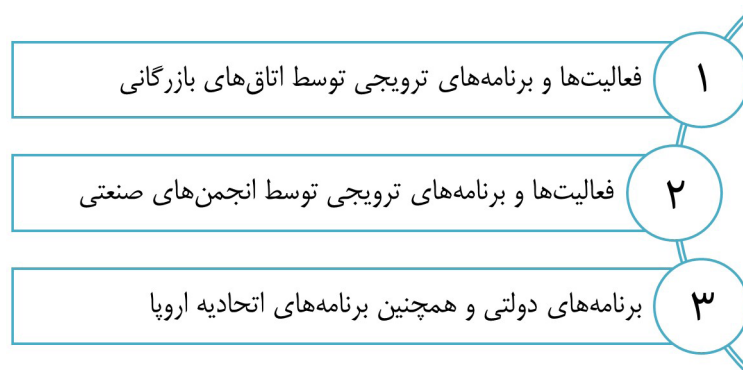 ۱ فعالیت‌ها و برنامه‌های ترویجی توسط اتاق‌های بازرگانی
۲ فعالیت‌ها و برنامه‌های ترویجی توسط انجمن‌های صنعتی
۳ برنامه‌های دولتی و همچنین برنامه‌های اتحادیه اروپا